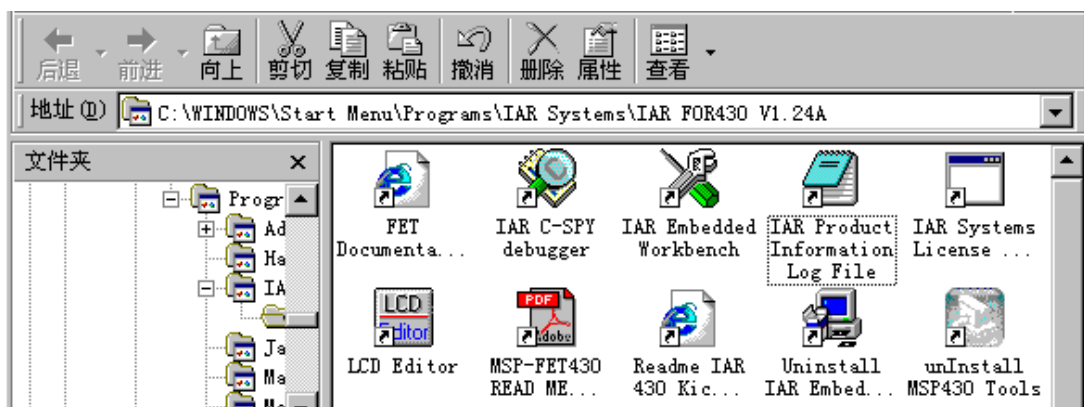 后退 前进 向上 剪切 复制 粘贴 撤消 删除 属性 查看
地址(D) C:\WINDOWS\Start Menu\Programs\IAR Systems\IAR FOR430 V1.24A
文件夹
Progr
Ad
Ha
IA
Ja
Ma
FET
Documenta...
IAR C-SPY
debugger
IAR Embedded
Workbench
IAR Product
Information
Log File
IAR Systems
License ...
LCD
Editor
LCD Editor
PDF
Adobe
MSP-FET430
READ ME...
Readme IAR
430 Kic...
Uninstall
IAR Embed...
unInstall
MSP430 Tools